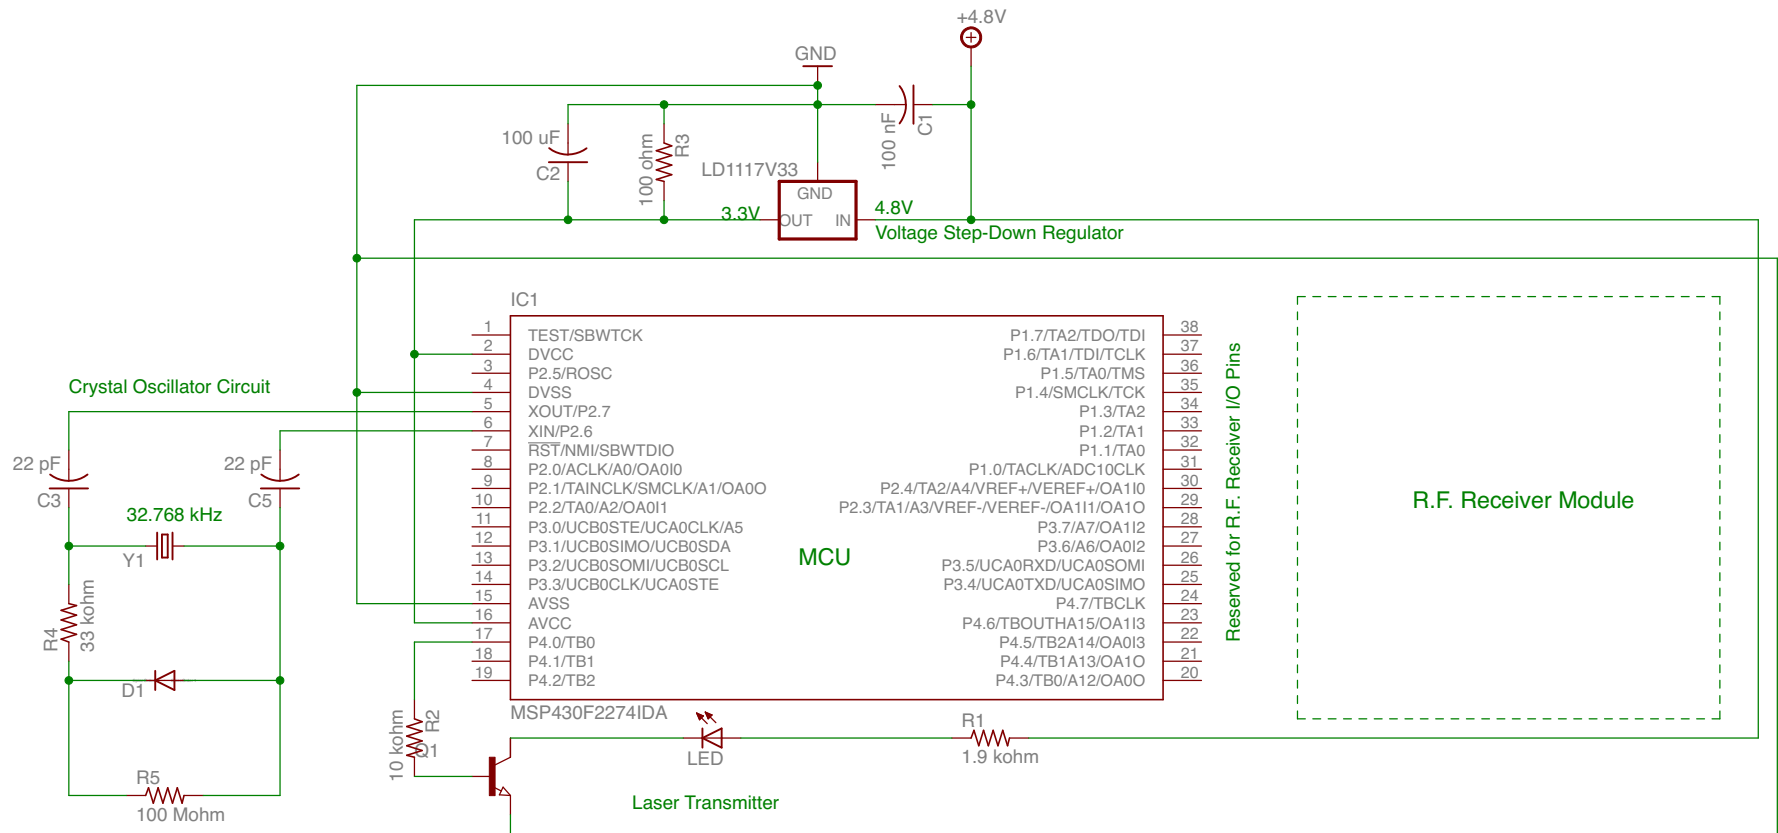 +4.8V
GND
100 nF
C1
100 uF
C2
100 ohm
R3
LD1117V33
GND
OUT
IN
3.3V
4.8V
Voltage Step-Down Regulator
IC1
1 TEST/SBWTCK
2 DVCC
3 P2.5/ROSC
4 DVSS
5 XOUT/P2.7
6 XIN/P2.6
7 RST/NMI/SBWTDIO
8 P2.0/ACLK/A0/OA0I0
9 P2.1/TAINCLK/SMCLK/A1/OA0O
10 P2.2/TA0/A2/OA0I1
11 P3.0/UCB0STE/UCA0CLK/A5
12 P3.1/UCB0SIMO/UCB0SDA
13 P3.2/UCB0SOMI/UCB0SCL
14 P3.3/UCB0CLK/UCA0STE
15 AVSS
16 AVCC
17 P4.0/TB0
18 P4.1/TB1
19 P4.2/TB2
P1.7/TA2/TDO/TDI 38
P1.6/TA1/TDI/TCLK 37
P1.5/TA0/TMS 36
P1.4/SMCLK/TCK 35
P1.3/TA2 34
P1.2/TA1 33
P1.1/TA0 32
P1.0/TACLK/ADC10CLK 31
P2.4/TA2/A4/VREF+/VEREF+/OA1I0 30
P2.3/TA1/A3/VREF-/VEREF-/OA1I1/OA1O 29
P3.7/A7/OA1I2 28
P3.6/A6/OA0I2 27
P3.5/UCA0RXD/UCA0SOMI 26
P3.4/UCA0TXD/UCA0SIMO 25
P4.7/TBCLK 24
P4.6/TBOUTHA15/OA1I3 23
P4.5/TB2A14/OA0I3 22
P4.4/TB1A13/OA1O 21
P4.3/TB0/A12/OA0O 20
MCU
MSP430F2274IDA
Reserved for R.F. Receiver I/O Pins
R.F. Receiver Module
Crystal Oscillator Circuit
22 pF
C3
22 pF
C5
32.768 kHz
Y1
R4
33 kohm
D1
R5
100 Mohm
10 kohm
R2
Q1
LED
R1
1.9 kohm
Laser Transmitter